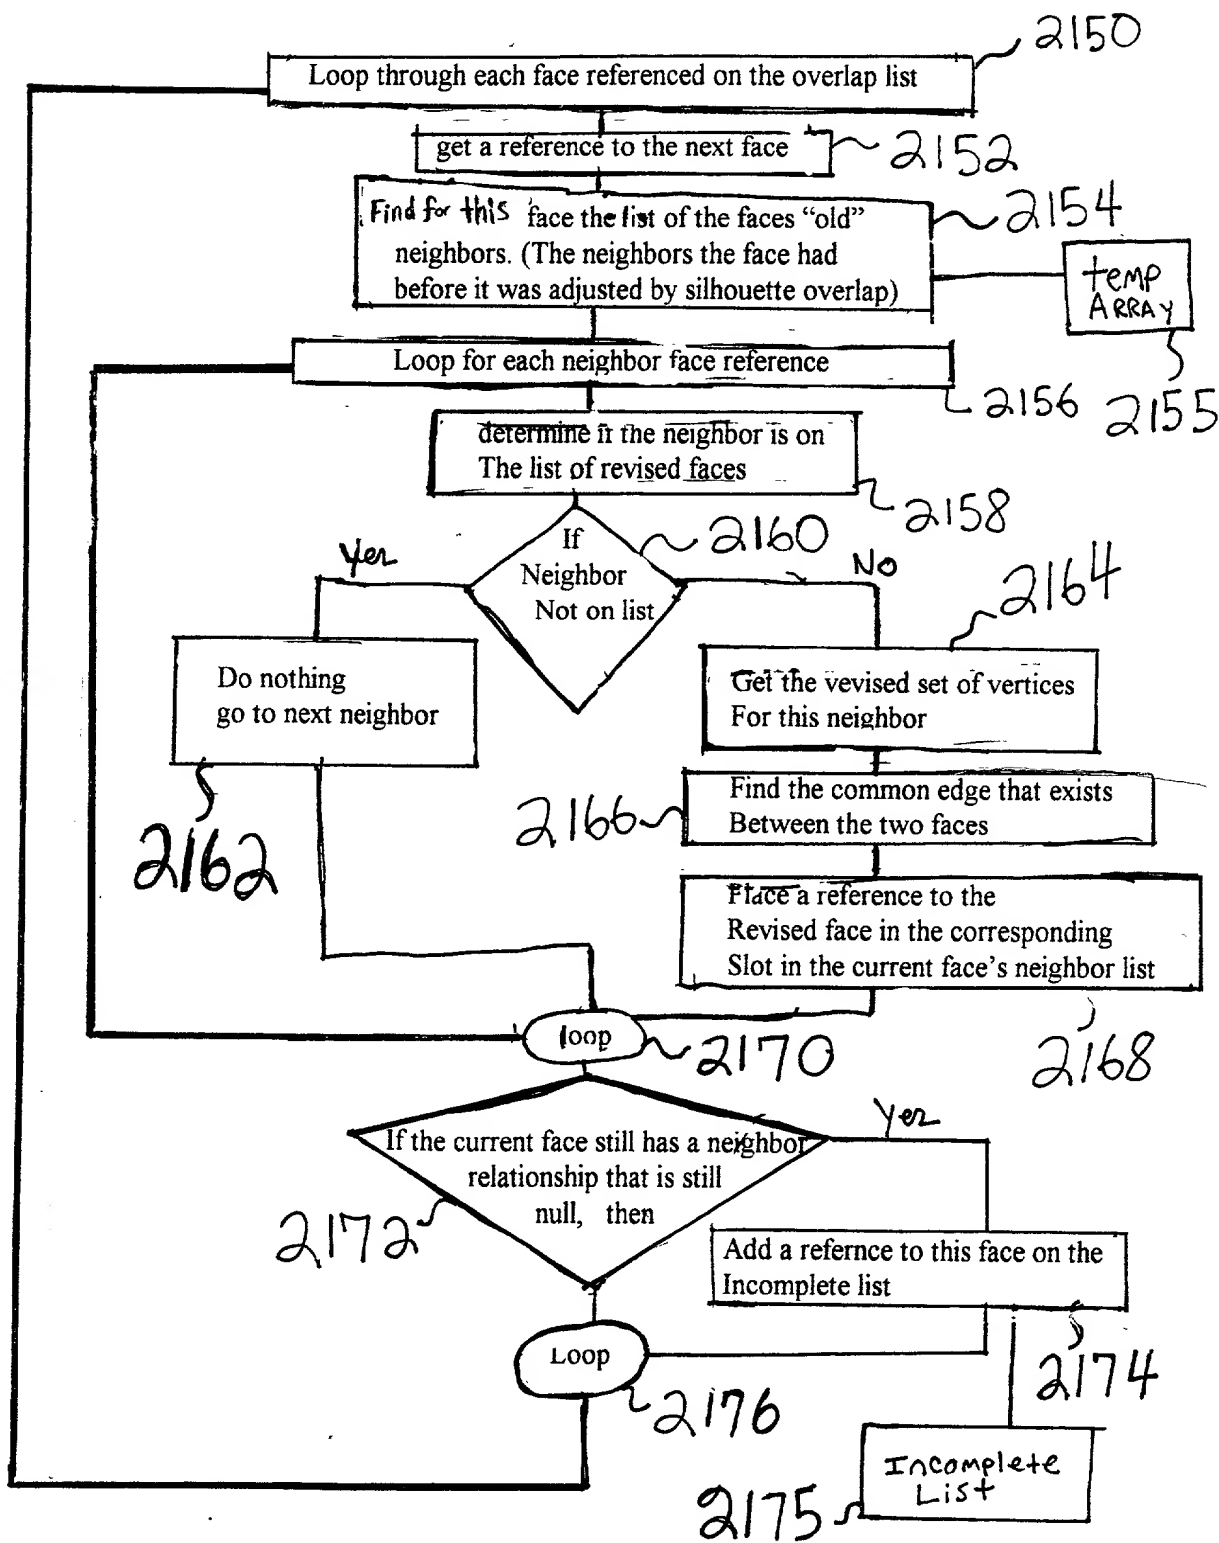 2150
Loop through each face referenced on the overlap list
get a reference to the next face
2152
Find for this face the list of the faces “old”
neighbors. (The neighbors the face had
before it was adjusted by silhouette overlap)
2154
temp
ARRAY
2155
Loop for each neighbor face reference
2156
determine if the neighbor is on
The list of revised faces
2158
If
Neighbor
Not on list
2160
Yes
No
2164
Do nothing
go to next neighbor
2162
Get the vevised set of vertices
For this neighbor
2166
Find the common edge that exists
Between the two faces
Place a reference to the
Revised face in the corresponding
Slot in the current face’s neighbor list
2168
loop
2170
Yes
If the current face still has a neighbor
relationship that is still
null, then
2172
Add a refernce to this face on the
Incomplete list
2174
Loop
2176
Incomplete
List
2175